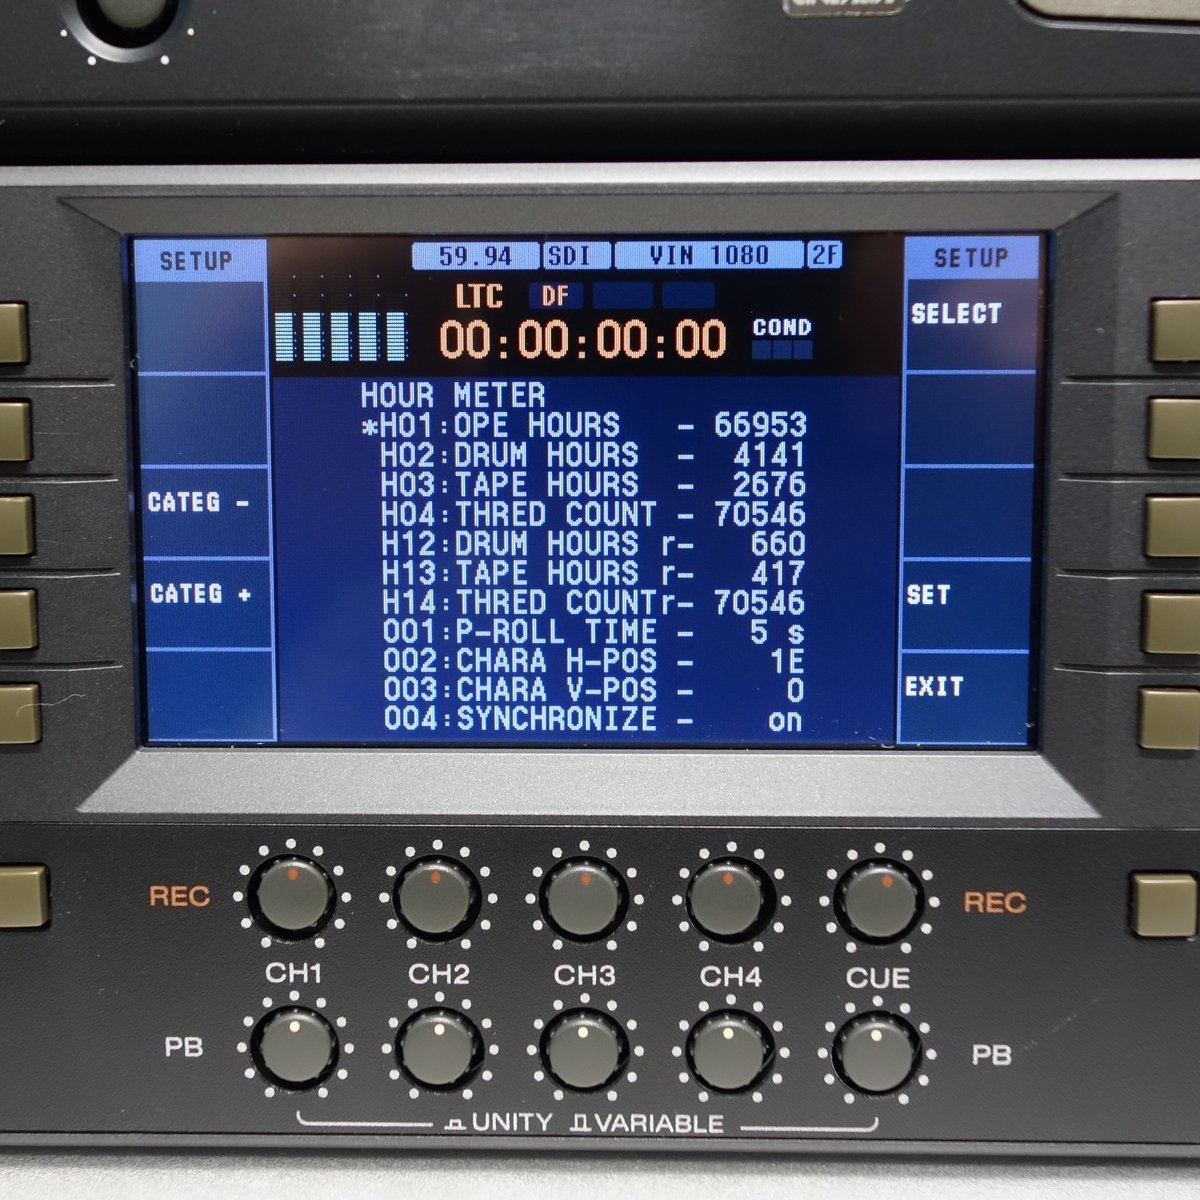 SETUP
59.94 SDI VIN 1080 2F
SETUP
LTC DF
00:00:00:00 COND
SELECT
HOUR METER
*H01:OPE HOURS - 66953
H02:DRUM HOURS - 4141
H03:TAPE HOURS - 2676
CATEG -
H04:THRED COUNT - 70546
H12:DRUM HOURS r- 660
H13:TAPE HOURS r- 417
CATEG +
SET
H14:THRED COUNTr- 70546
001:P-ROLL TIME - 5 s
002:CHARA H-POS - 1E
003:CHARA V-POS - 0
EXIT
004:SYNCHRONIZE - on
REC REC
CH1 CH2 CH3 CH4 CUE
PB PB
UNITY VARIABLE